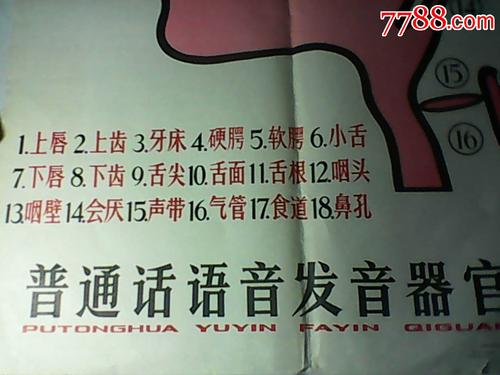 7788.com
⑮
⑯
1.上唇 2.上齿 3.牙床 4.硬腭 5.软腭 6.小舌
7.下唇 8.下齿 9.舌尖 10.舌面 11.舌根 12.咽头
13.咽壁 14.会厌 15.声带 16.气管 17.食道 18.鼻孔
普通话语音发音器官
PUTONGHUA YUYIN FAYIN QIGUAN